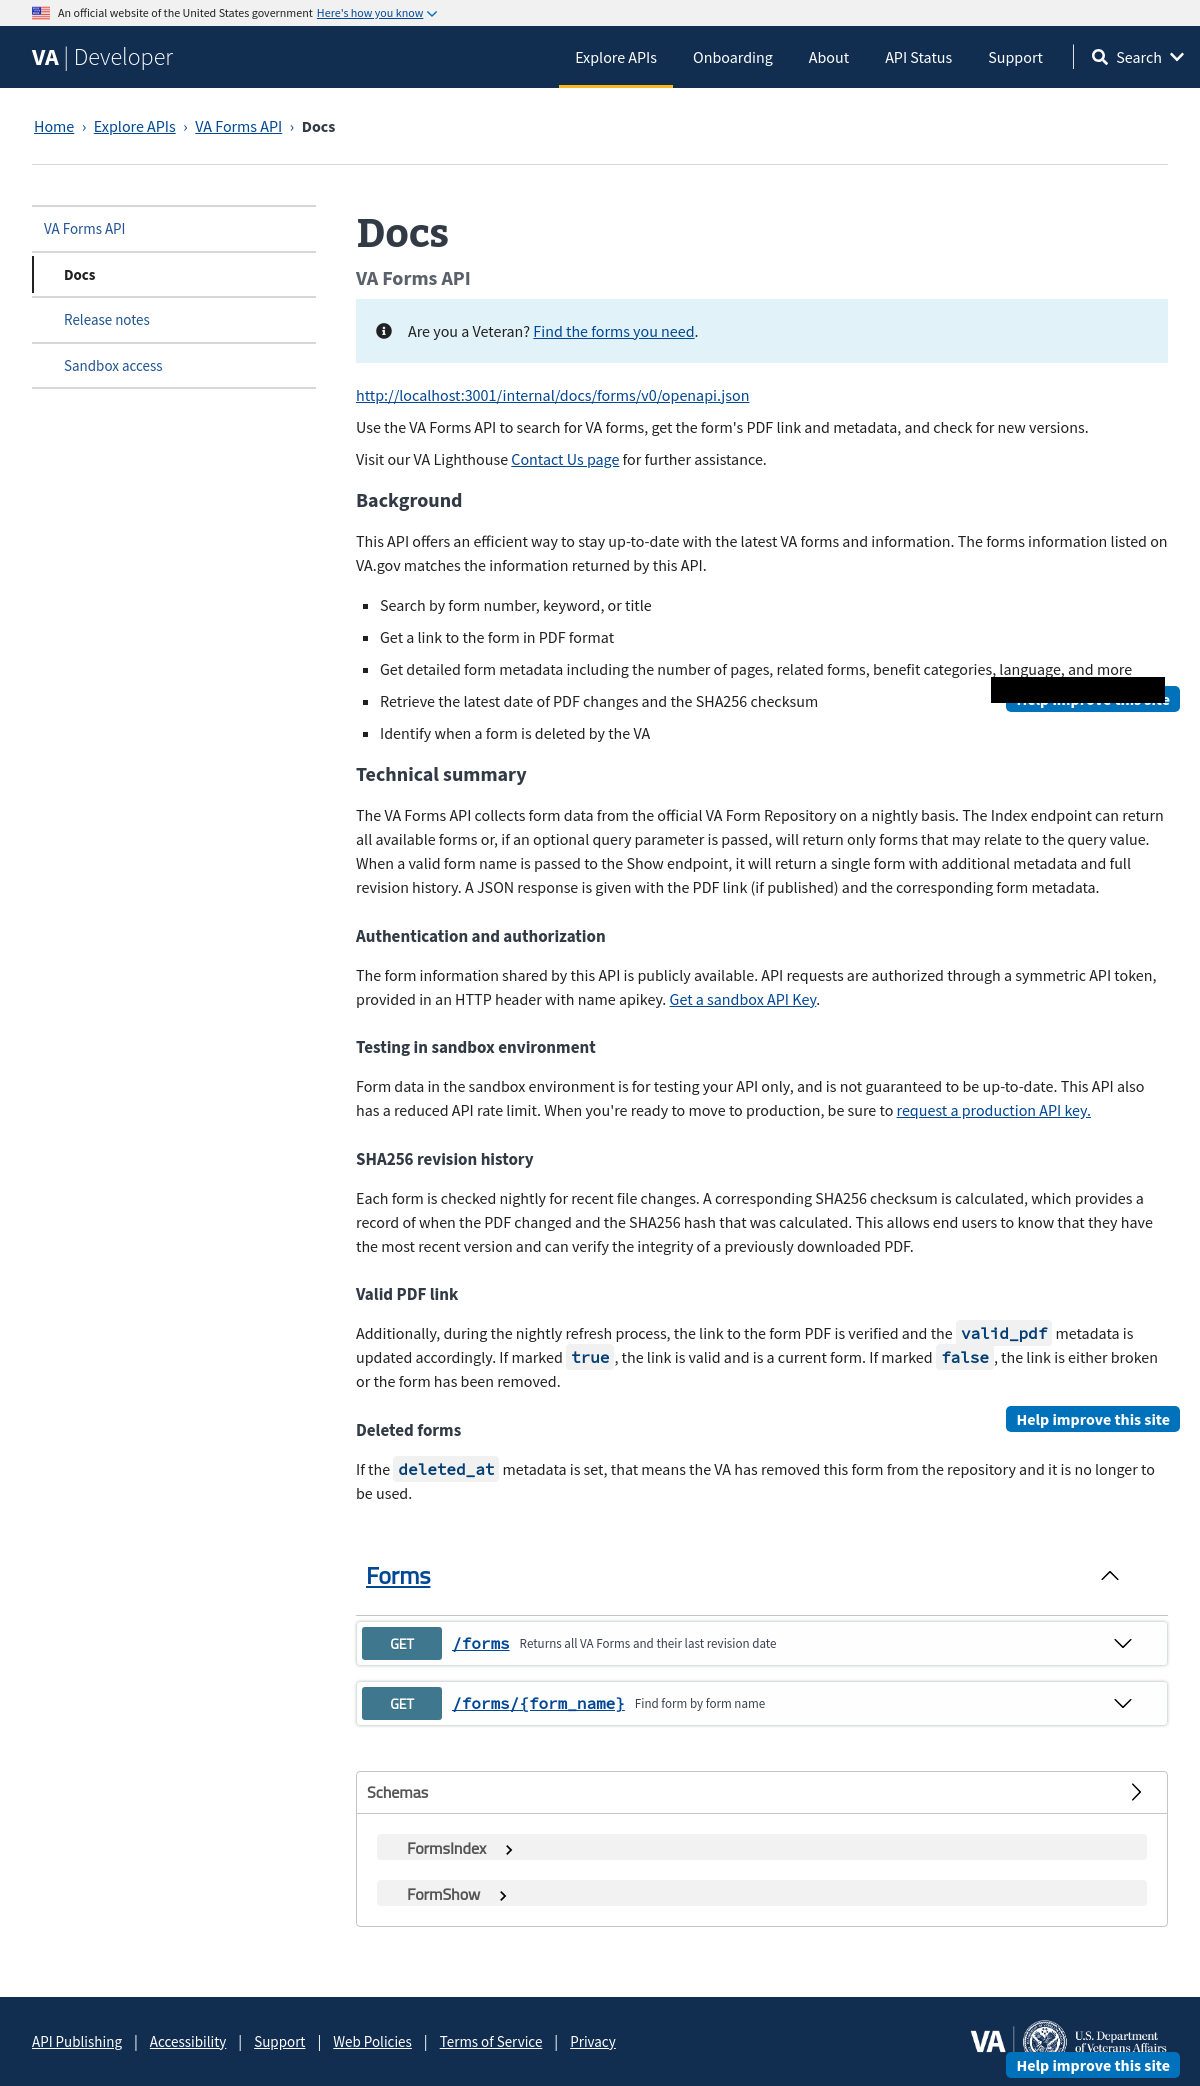 An official website of the United States government Here's how you know
VA | Developer
Explore APIs Onboarding About API Status Support Search
Home › Explore APIs › VA Forms API › Docs
VA Forms API
Docs
Release notes
Sandbox access
Docs
VA Forms API
Are you a Veteran? Find the forms you need.
http://localhost:3001/internal/docs/forms/v0/openapi.json
Use the VA Forms API to search for VA forms, get the form's PDF link and metadata, and check for new versions.
Visit our VA Lighthouse Contact Us page for further assistance.
Background
This API offers an efficient way to stay up-to-date with the latest VA forms and information. The forms information listed on
VA.gov matches the information returned by this API.
Search by form number, keyword, or title
Get a link to the form in PDF format
Get detailed form metadata including the number of pages, related forms, benefit categories, language, and more
Retrieve the latest date of PDF changes and the SHA256 checksum
Identify when a form is deleted by the VA
Technical summary
The VA Forms API collects form data from the official VA Form Repository on a nightly basis. The Index endpoint can return
all available forms or, if an optional query parameter is passed, will return only forms that may relate to the query value.
When a valid form name is passed to the Show endpoint, it will return a single form with additional metadata and full
revision history. A JSON response is given with the PDF link (if published) and the corresponding form metadata.
Authentication and authorization
The form information shared by this API is publicly available. API requests are authorized through a symmetric API token,
provided in an HTTP header with name apikey. Get a sandbox API Key.
Testing in sandbox environment
Form data in the sandbox environment is for testing your API only, and is not guaranteed to be up-to-date. This API also
has a reduced API rate limit. When you're ready to move to production, be sure to request a production API key.
SHA256 revision history
Each form is checked nightly for recent file changes. A corresponding SHA256 checksum is calculated, which provides a
record of when the PDF changed and the SHA256 hash that was calculated. This allows end users to know that they have
the most recent version and can verify the integrity of a previously downloaded PDF.
Valid PDF link
Additionally, during the nightly refresh process, the link to the form PDF is verified and the valid_pdf metadata is
updated accordingly. If marked true, the link is valid and is a current form. If marked false, the link is either broken
or the form has been removed.
Help improve this site
Deleted forms
If the deleted_at metadata is set, that means the VA has removed this form from the repository and it is no longer to
be used.
Forms
GET /forms Returns all VA Forms and their last revision date
GET /forms/{form_name} Find form by form name
Schemas
FormsIndex
FormShow
API Publishing | Accessibility | Support | Web Policies | Terms of Service | Privacy
VA | U.S. Department
of Veterans Affairs
Help improve this site